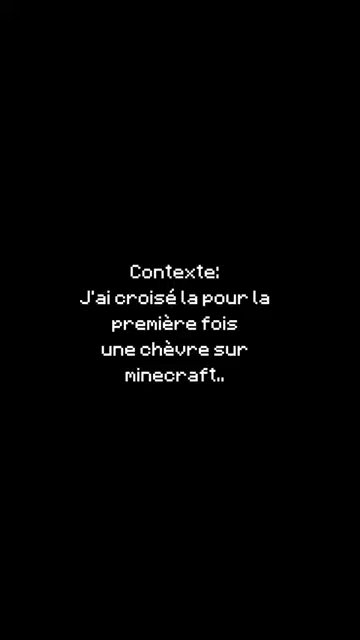 Contexte:
J'ai croisé la pour la
première fois
une chèvre sur
minecraft..